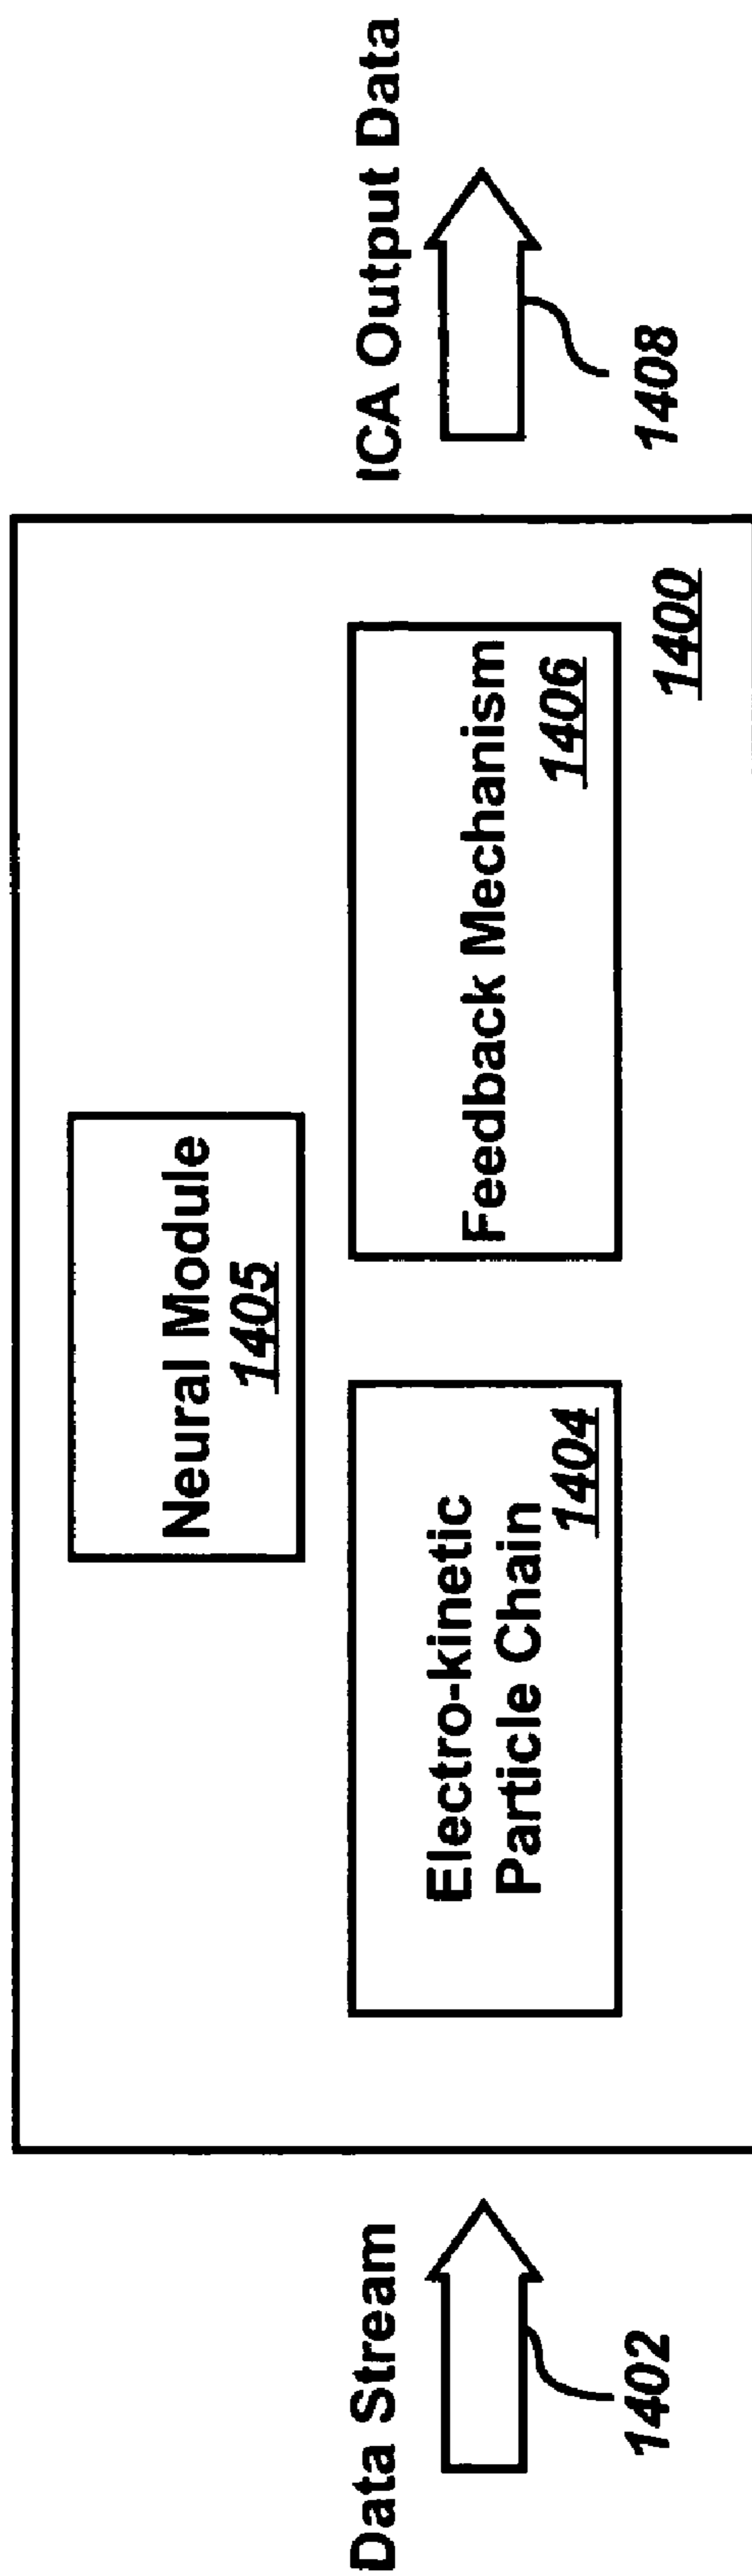 Data Stream
1402
Neural Module
1405
Electro-kinetic
Particle Chain
1404
Feedback Mechanism
1406
1400
ICA Output Data
1408